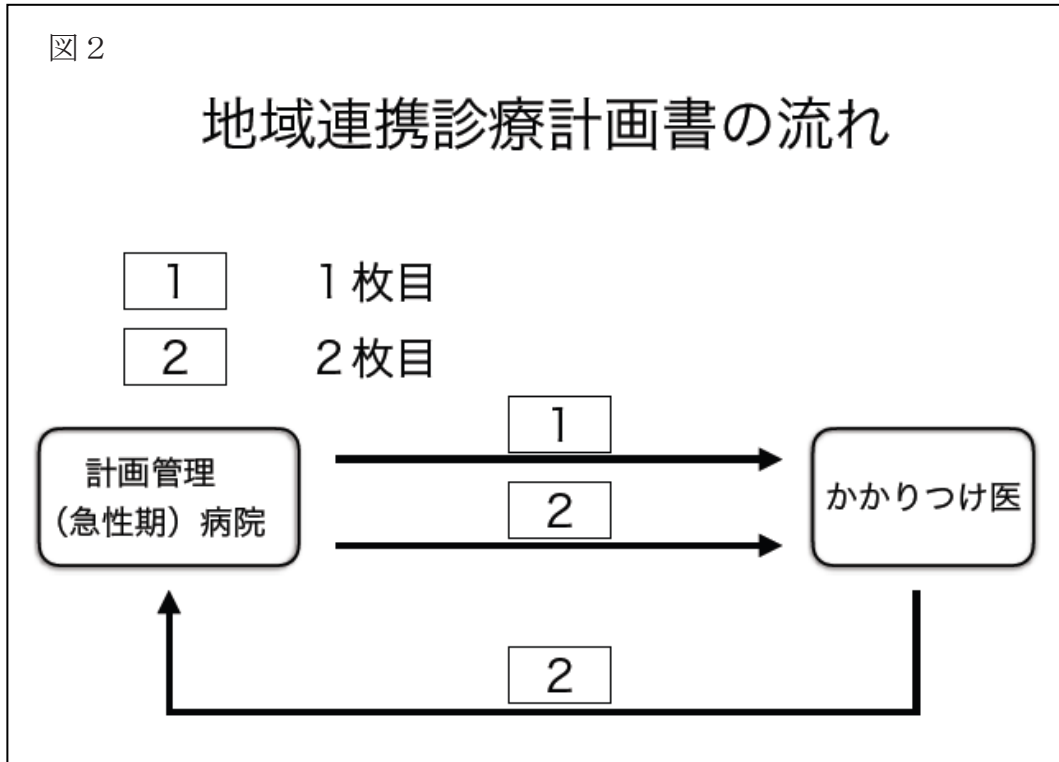 図２
地域連携診療計画書の流れ
1 １枚目
2 ２枚目
1
計画管理
（急性期）病院
2
かかりつけ医
2